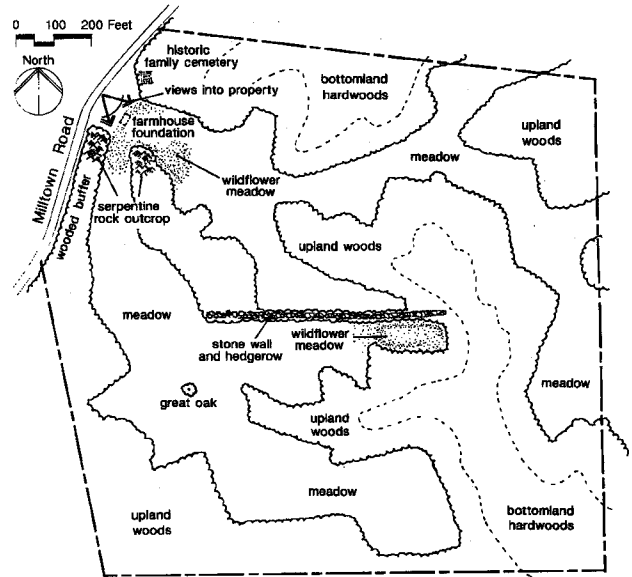 0 100 200 Feet
North
historic
family cemetery
views into property
farmhouse
foundation
bottomland
hardwoods
upland
woods
meadow
wildflower
meadow
Milltown Road
wooded buffer
serpentine
rock outcrop
upland woods
meadow
stone wall
and hedgerow
wildflower
meadow
meadow
great oak
upland
woods
meadow
upland
woods
bottomland
hardwoods